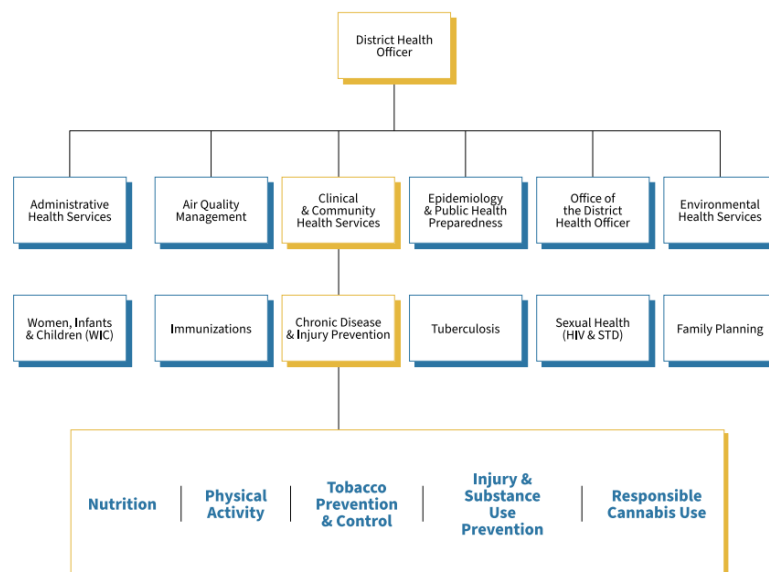 District Health
Officer
Administrative
Health Services
Air Quality
Management
Clinical
& Community
Health Services
Epidemiology
& Public Health
Preparedness
Office of
the District
Health Officer
Environmental
Health Services
Women, Infants
& Children (WIC)
Immunizations
Chronic Disease
& Injury Prevention
Tuberculosis
Sexual Health
(HIV & STD)
Family Planning
Nutrition
Physical
Activity
Tobacco
Prevention
& Control
Injury &
Substance
Use
Prevention
Responsible
Cannabis Use